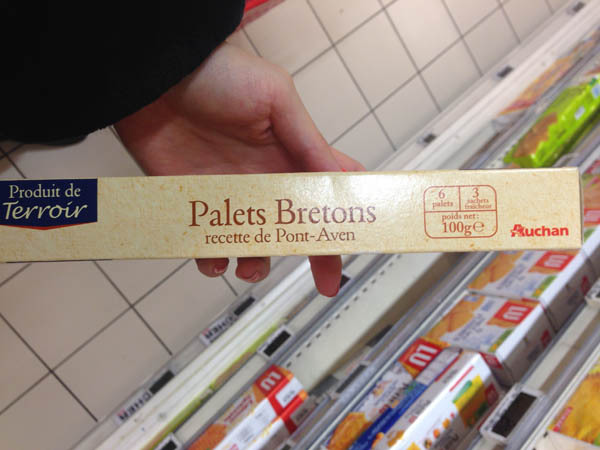 Produit de
Terroir
Palets Bretons
recette de Pont-Aven
6
palets
3
sachets
fraîcheur
poids net:
100g℮
Auchan